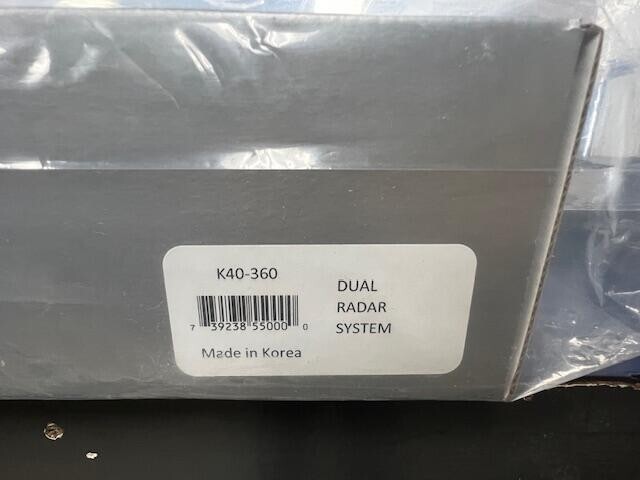 K40-360
DUAL
RADAR
SYSTEM
7 39238 55000 0
Made in Korea